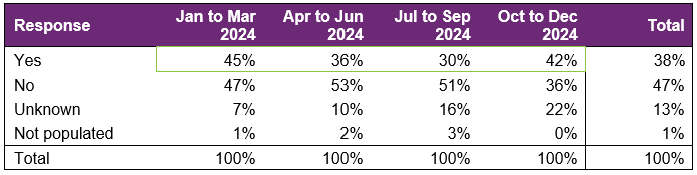 Response Jan to Mar 2024 Apr to Jun 2024 Jul to Sep 2024 Oct to Dec 2024 Total
Yes 45% 36% 30% 42% 38%
No 47% 53% 51% 36% 47%
Unknown 7% 10% 16% 22% 13%
Not populated 1% 2% 3% 0% 1%
Total 100% 100% 100% 100% 100%